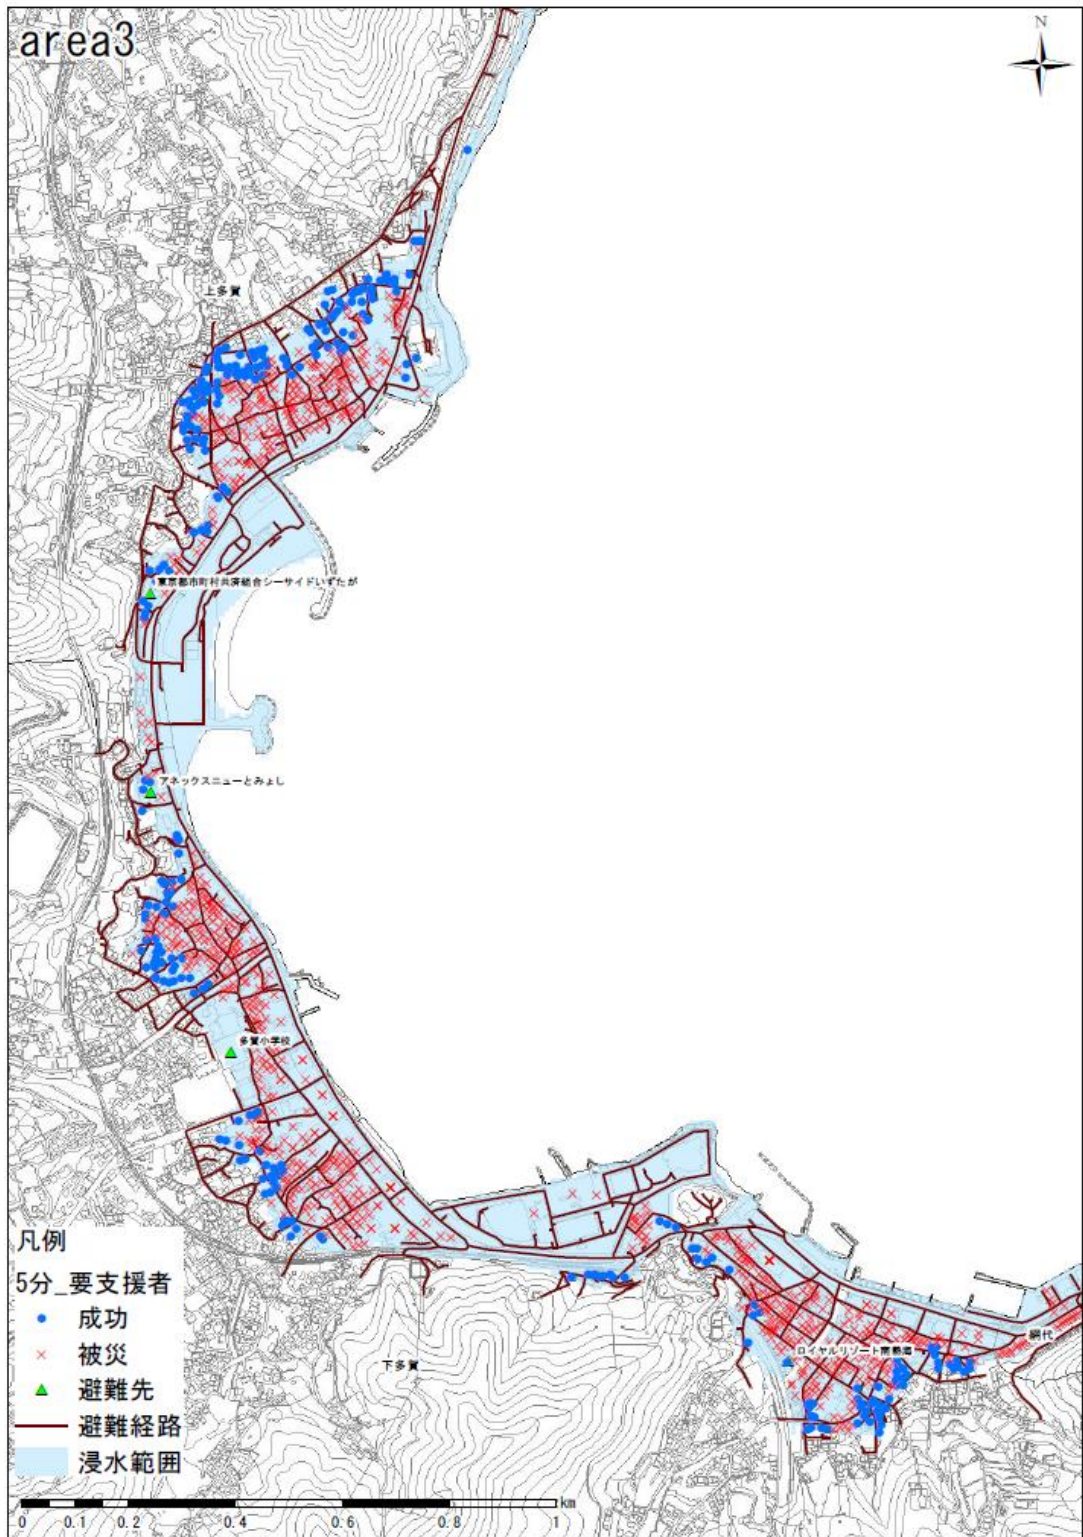 area3
N
上多賀
東京都市町村共済組合シーサイドいずたが
アネックスニューとみよし
多賀小学校
網代
ロイヤルリゾート南熱海
下多賀
凡例
5分_要支援者
成功
被災
避難先
避難経路
浸水範囲
km
0 0.1 0.2 0.4 0.6 0.8 1